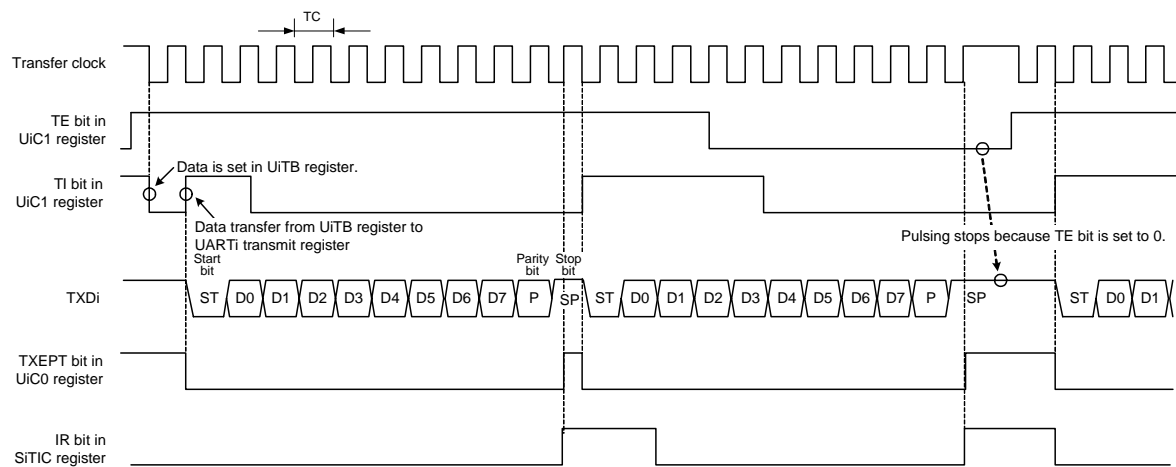 TC
Transfer clock
TE bit in
UiC1 register
Data is set in UiTB register.
TI bit in
UiC1 register
Data transfer from UiTB register to
UARTi transmit register
Pulsing stops because TE bit is set to 0.
Start
bit
Parity
bit
Stop
bit
TXDi
ST D0 D1 D2 D3 D4 D5 D6 D7 P SP ST D0 D1 D2 D3 D4 D5 D6 D7 P SP ST D0 D1
TXEPT bit in
UiC0 register
IR bit in
SiTIC register